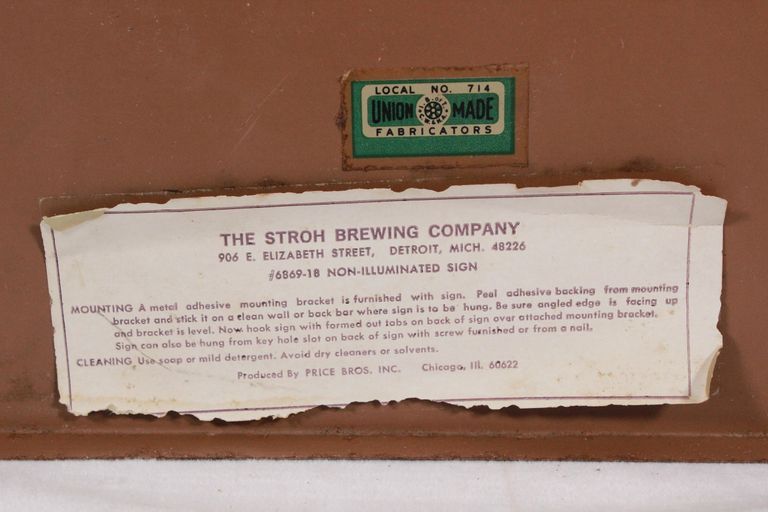 LOCAL NO. 714
UNION MADE
FABRICATORS
THE STROH BREWING COMPANY
906 E. ELIZABETH STREET, DETROIT, MICH. 48226
#6869-18 NON-ILLUMINATED SIGN
MOUNTING A metal adhesive mounting bracket is furnished with sign. Peel adhesive backing from mounting
bracket and stick it on a clean wall or back bar where sign is to be hung. Be sure angled edge is facing up
and bracket is level. Now hook sign with formed out tabs on back of sign over attached mounting bracket.
Sign can also be hung from key hole slot on back of sign with screw furnished or from a nail.
CLEANING Use soap or mild detergent. Avoid dry cleaners or solvents.
Produced By PRICE BROS. INC. Chicago, Ill. 60622